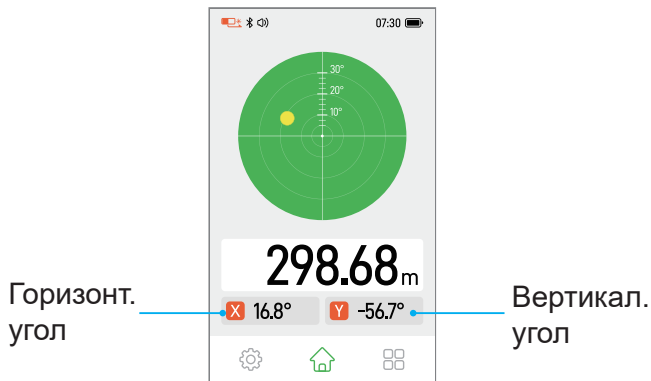 07:30
30°
20°
10°
298.68m
X 16.8° Y -56.7°
Горизонт.
угол
Вертикал.
угол